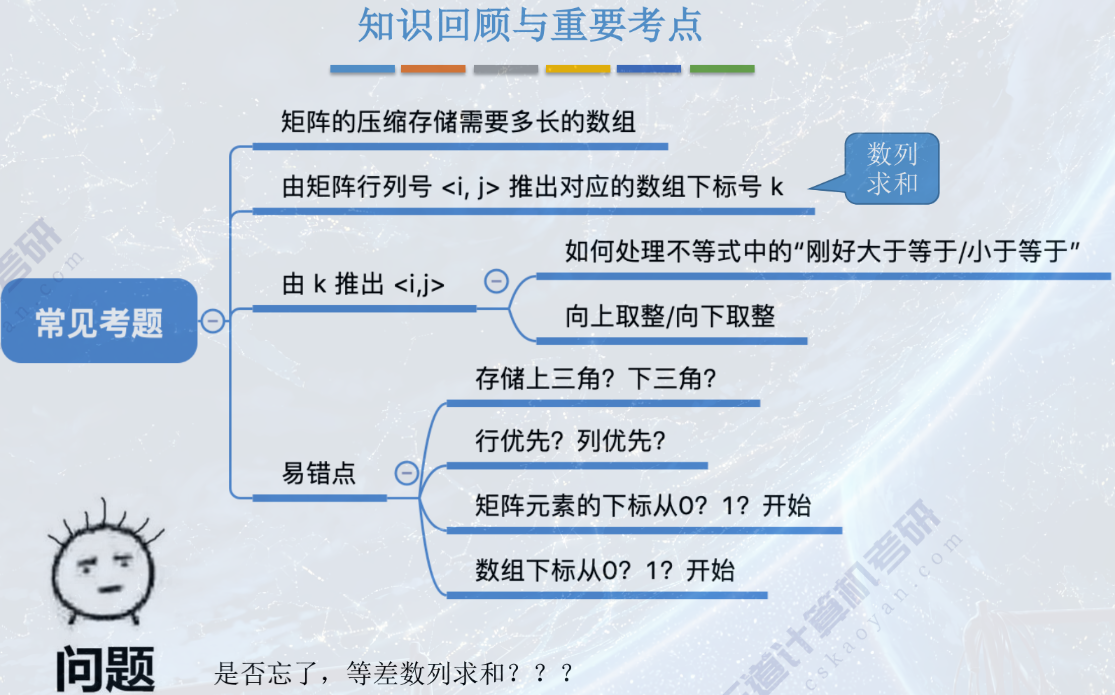 知识回顾与重要考点
矩阵的压缩存储需要多长的数组
由矩阵行列号 <i, j> 推出对应的数组下标号 k
数列
求和
如何处理不等式中的“刚好大于等于/小于等于”
由 k 推出 <i,j>
向上取整/向下取整
常见考题
存储上三角？下三角？
行优先？列优先？
易错点
矩阵元素的下标从0？1？开始
数组下标从0？1？开始
问题
是否忘了，等差数列求和？？？
道计算机考研
cskaoyan.com